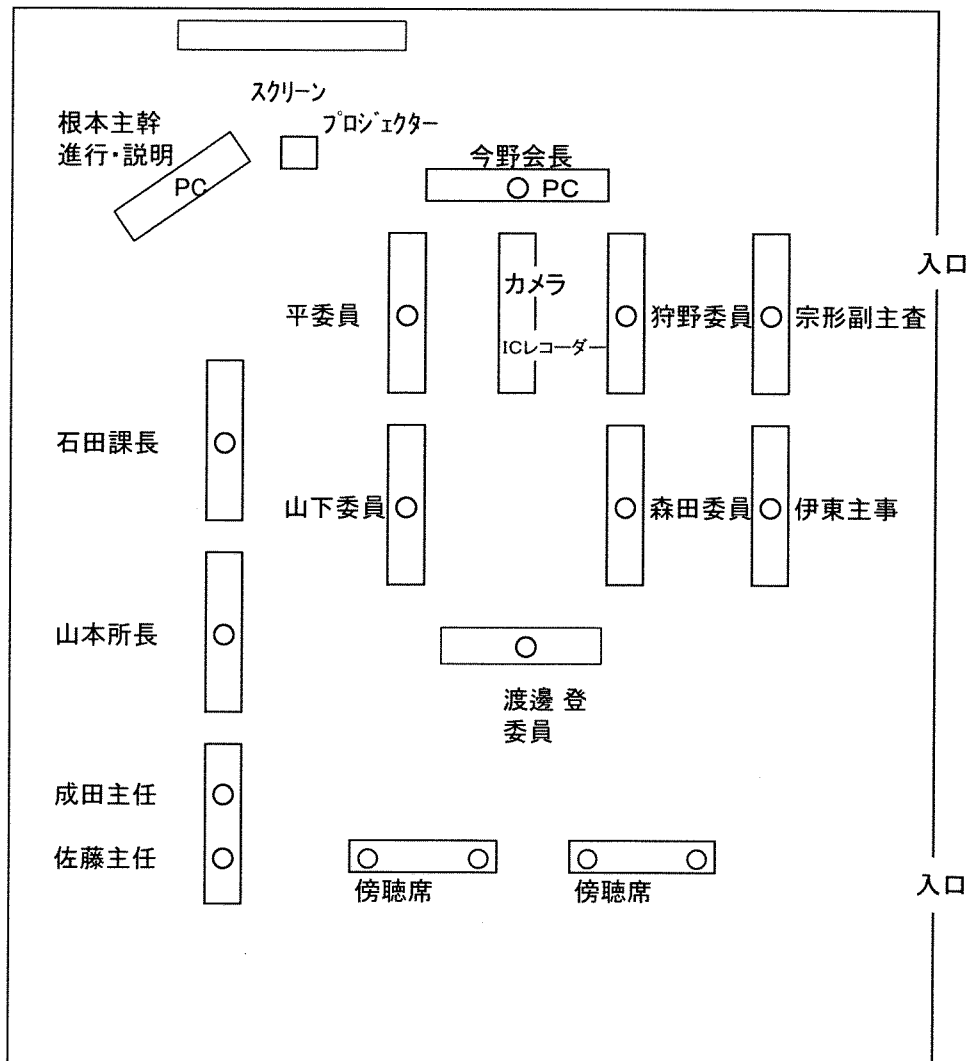 スクリーン
プロジェクター
根本主幹
進行・説明
PC
今野会長
PC
入口
カメラ
平委員
狩野委員
宗形副主査
ICレコーダー
石田課長
山下委員
森田委員
伊東主事
山本所長
渡邊 登
委員
成田主任
佐藤主任
傍聴席
傍聴席
入口